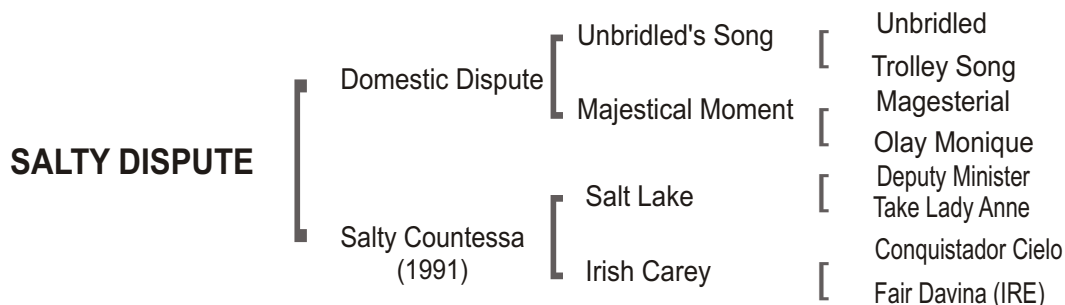 SALTY DISPUTE
Domestic Dispute
Salty Countessa
(1991)
Unbridled's Song
Majestical Moment
Salt Lake
Irish Carey
Unbridled
Trolley Song
Magesterial
Olay Monique
Deputy Minister
Take Lady Anne
Conquistador Cielo
Fair Davina (IRE)